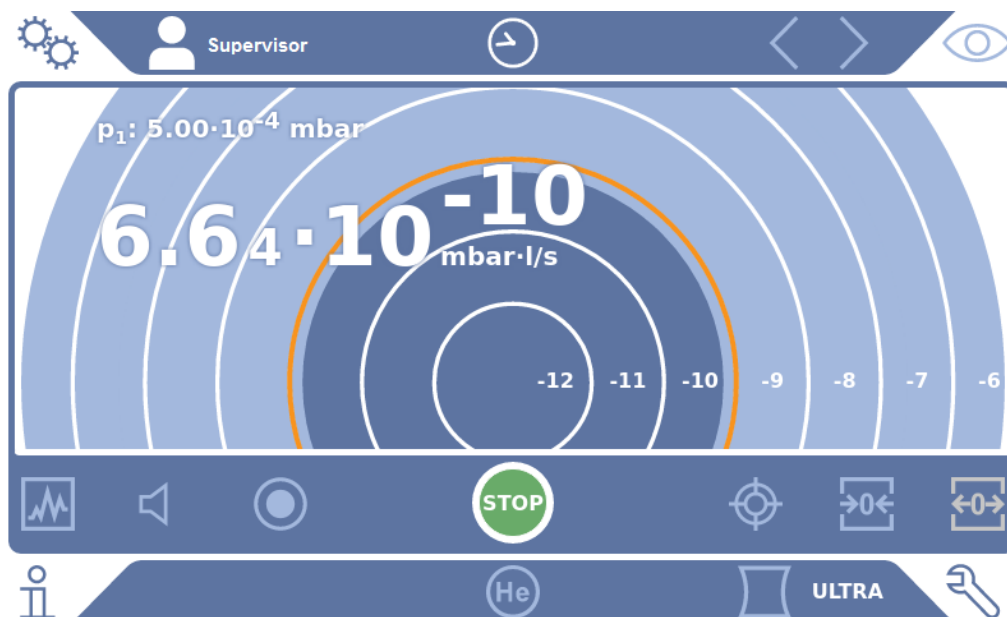 Supervisor
p₁: 5.00·10⁻⁴ mbar
6.64·10⁻¹⁰ mbar·l/s
-12 -11 -10 -9 -8 -7 -6
STOP →0← ←0→
He ULTRA